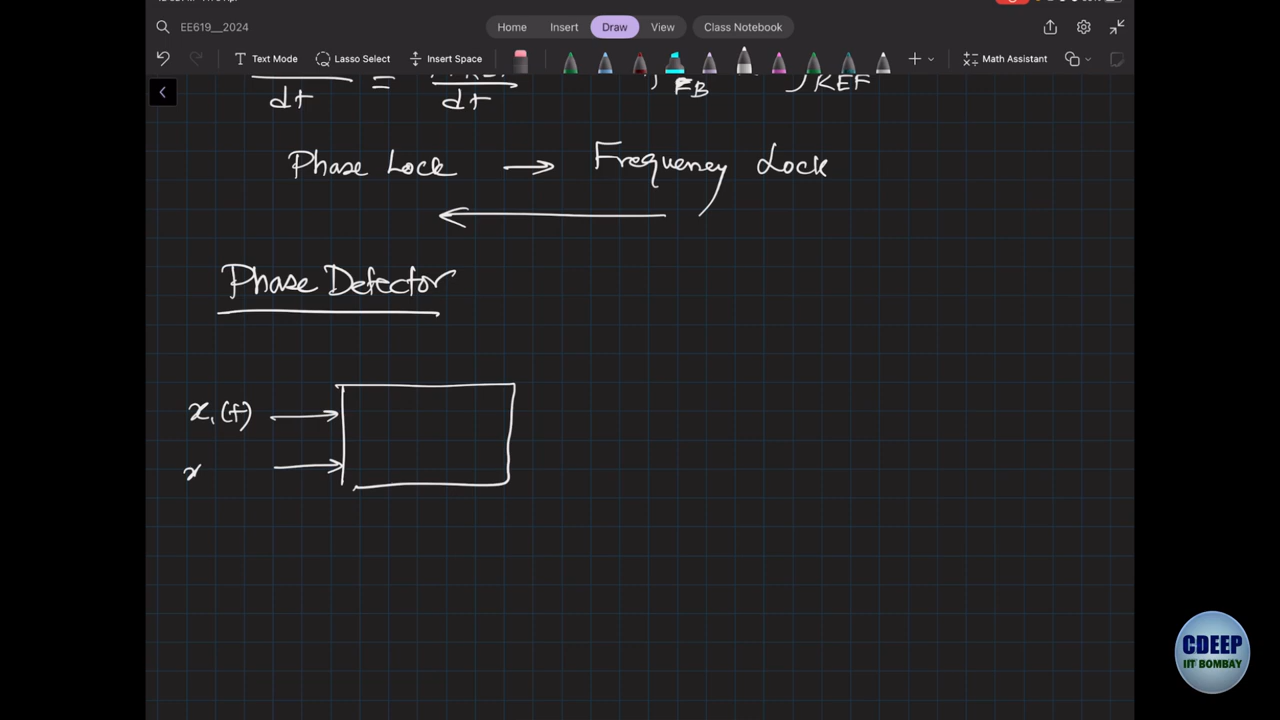 EE619__2024
Home Insert Draw View Class Notebook
Text Mode Lasso Select Insert Space Math Assistant
dt = dt FB REF
Phase Lock → Frequency Lock
←
Phase Detector
x₁(t)
x
CDEEP
IIT BOMBAY